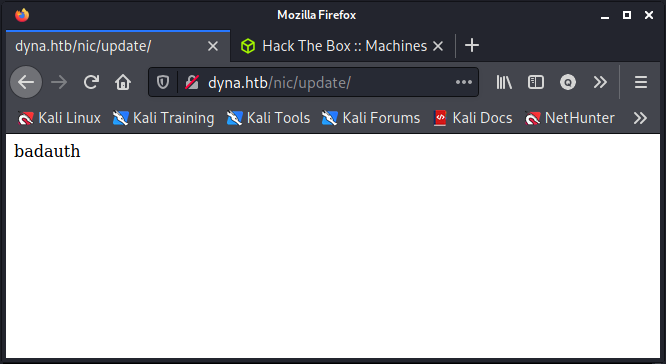 Mozilla Firefox
dyna.htb/nic/update/
Hack The Box :: Machines
dyna.htb/nic/update/
Kali Linux Kali Training Kali Tools Kali Forums Kali Docs NetHunter
badauth